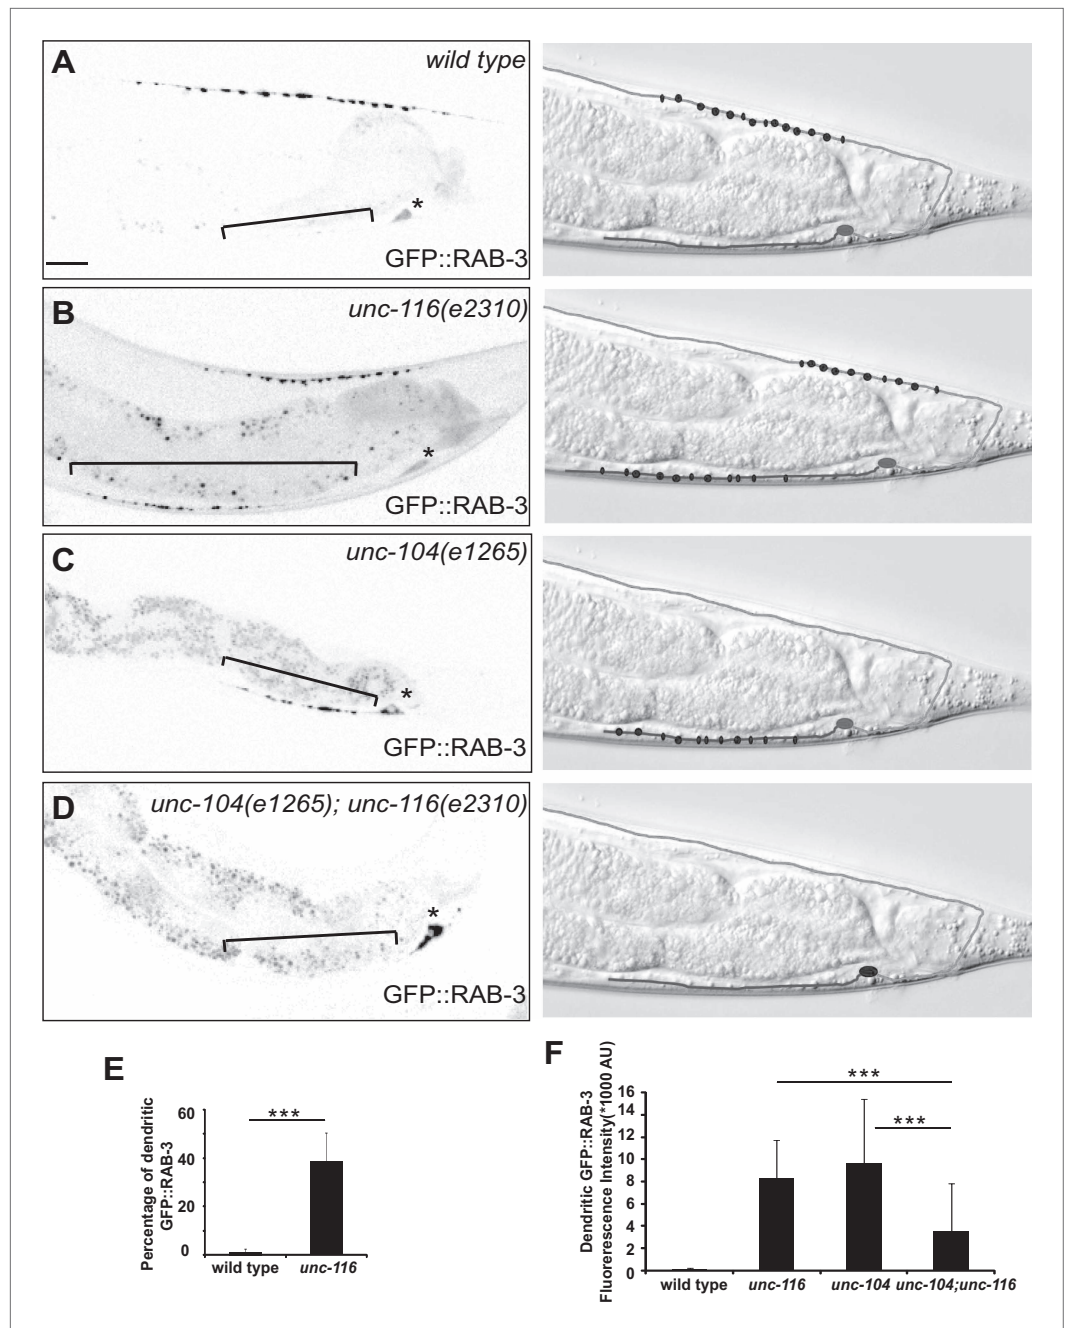 A
wild type
*
GFP::RAB-3
B
unc-116(e2310)
*
GFP::RAB-3
C
unc-104(e1265)
*
GFP::RAB-3
D
unc-104(e1265); unc-116(e2310)
*
GFP::RAB-3
E
Percentage of dendritic
GFP::RAB-3
60
40
20
0
***
wild type
unc-116
F
Dendritic GFP::RAB-3
Fluorerescence Intensity(*1000 AU)
16
14
12
10
8
6
4
2
0
***
***
wild type
unc-116
unc-104
unc-104;unc-116